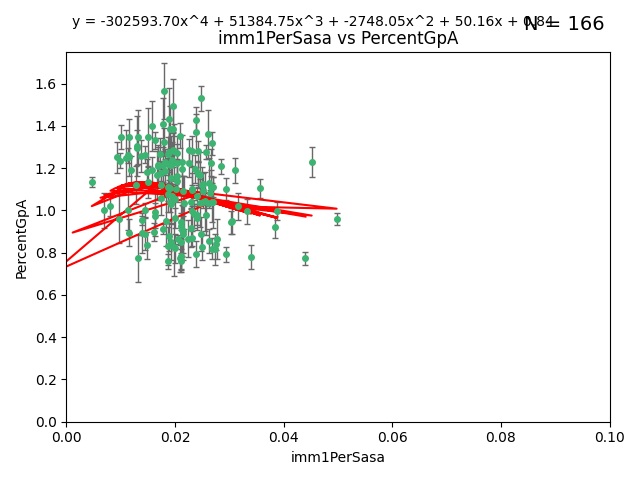 y = -302593.70x^4 + 51384.75x^3 + -2748.05x^2 + 50.16x + 0.84
N = 166
imm1PerSasa vs PercentGpA
PercentGpA
1.6
1.4
1.2
1.0
0.8
0.6
0.4
0.2
0.0
0.00 0.02 0.04 0.06 0.08 0.10
imm1PerSasa